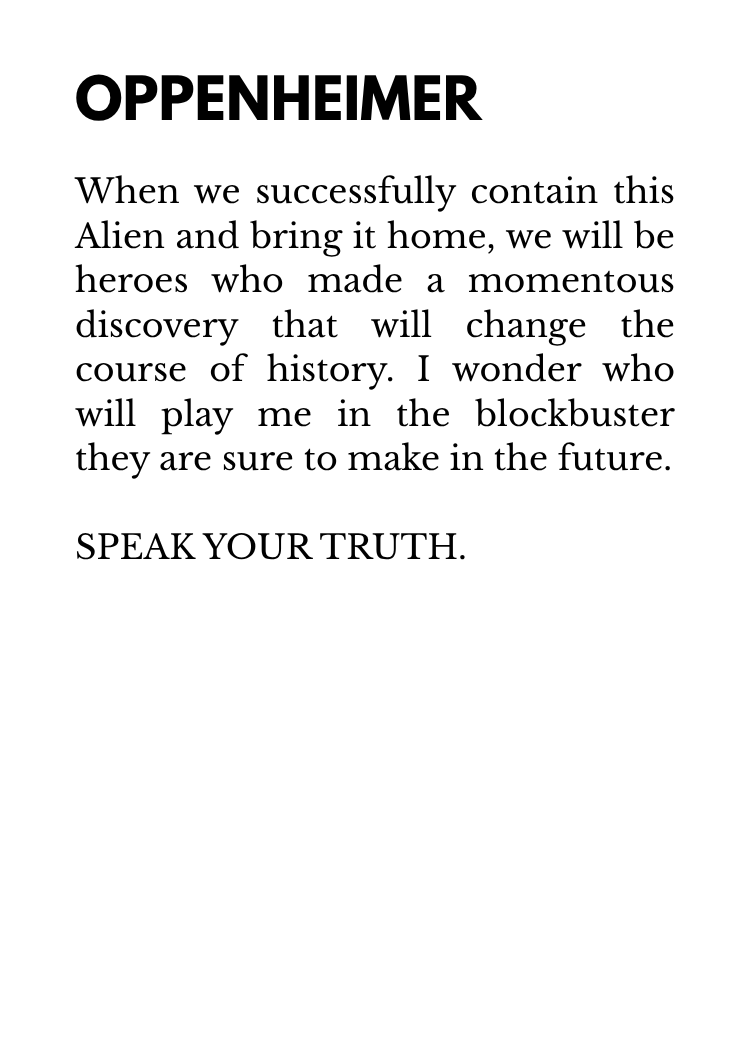 OPPENHEIMER
When we successfully contain this
Alien and bring it home, we will be
heroes who made a momentous
discovery that will change the
course of history. I wonder who
will play me in the blockbuster
they are sure to make in the future.
SPEAK YOUR TRUTH.